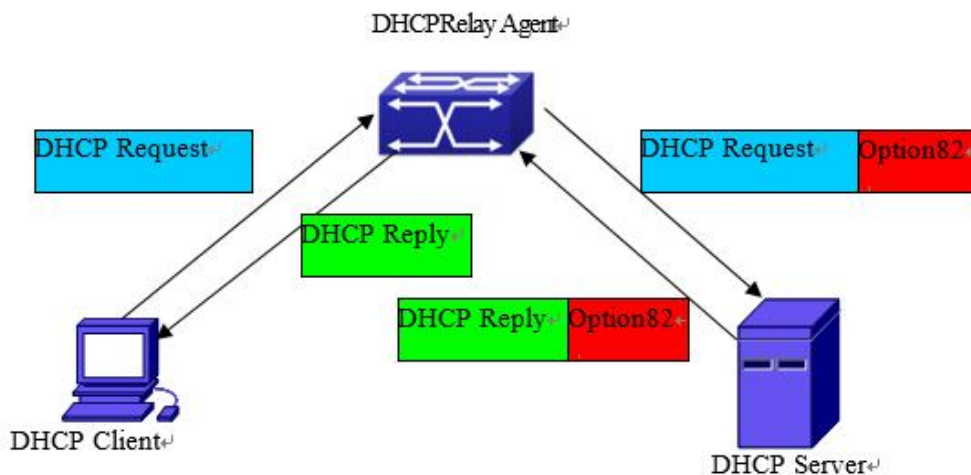 DHCPRelay Agent↵
DHCP Request↵
DHCP Request↵
Option82↵
DHCP Reply↵
DHCP Reply↵
Option82↵
DHCP Client↵
DHCP Server↵